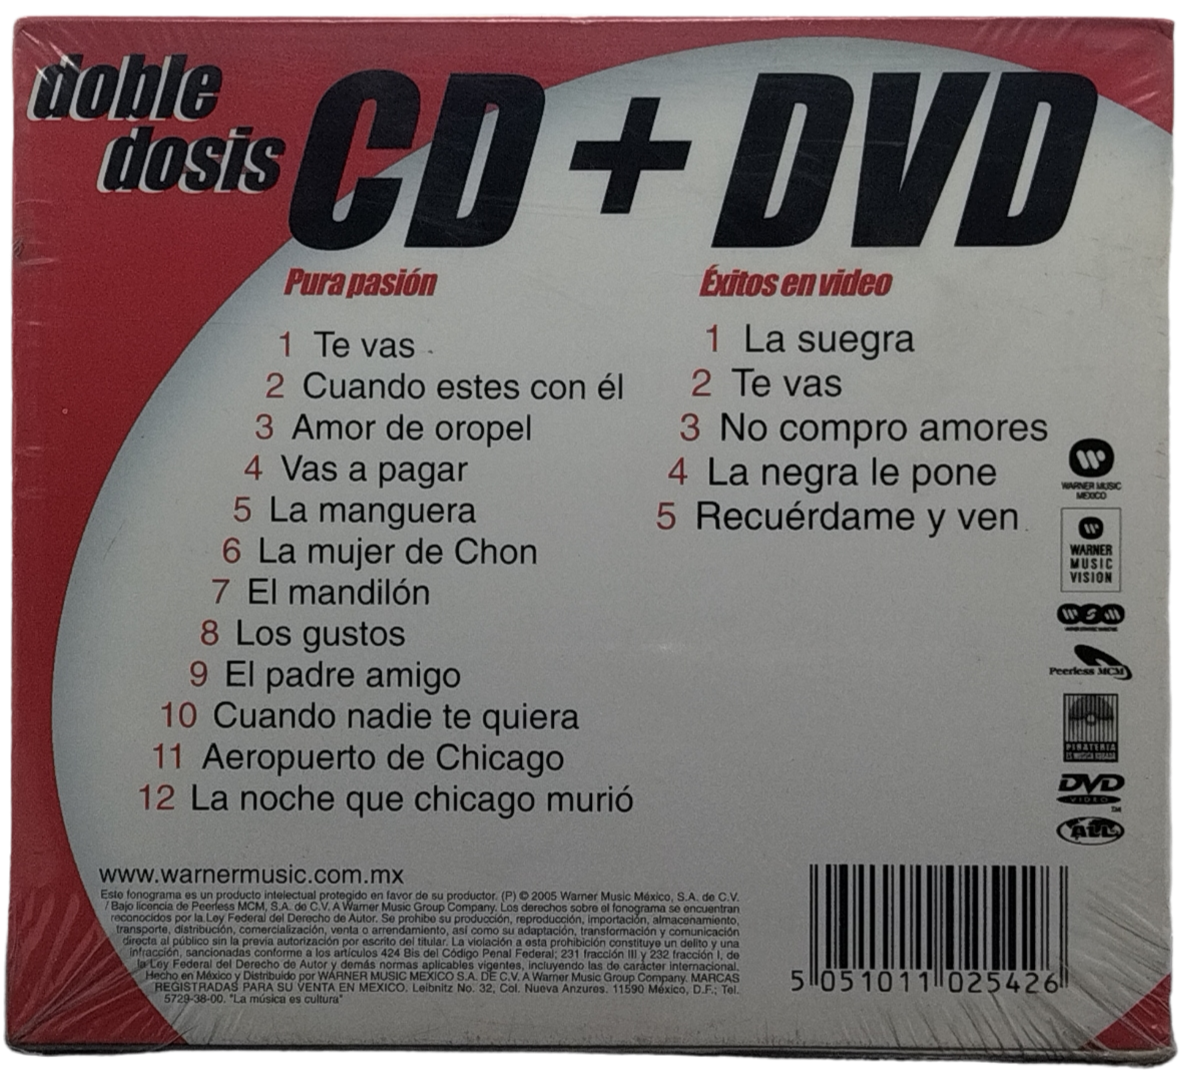 doble
dosis
CD + DVD
Pura pasión
1 Te vas
2 Cuando estes con él
3 Amor de oropel
4 Vas a pagar
5 La manguera
6 La mujer de Chon
7 El mandilón
8 Los gustos
9 El padre amigo
10 Cuando nadie te quiera
11 Aeropuerto de Chicago
12 La noche que chicago murió
Éxitos en video
1 La suegra
2 Te vas
3 No compro amores
4 La negra le pone
5 Recuérdame y ven
WARNER MUSIC
MEXICO
WARNER
MUSIC
VISION
Peerless MCM
PIRATERIA
ES MUSICA ROBADA
DVD
VIDEO
TM
ALL
www.warnermusic.com.mx
Este fonograma es un producto intelectual protegido en favor de su productor. (P) © 2005 Warner Music México, S.A. de C.V.
/ Bajo licencia de Peerless MCM, S.A. de C.V. A Warner Music Group Company. Los derechos sobre el fonograma se encuentran
reconocidos por la Ley Federal del Derecho de Autor. Se prohibe su producción, reproducción, importación, almacenamiento,
transporte, distribución, comercialización, venta o arrendamiento, así como su adaptación, transformación y comunicación
directa al público sin la previa autorización por escrito del titular. La violación a esta prohibición constituye un delito y una
infracción, sancionadas conforme a los artículos 424 Bis del Código Penal Federal; 231 fracción III y 232 fracción I, de
la Ley Federal del Derecho de Autor y demás normas aplicables vigentes, incluyendo las de carácter internacional.
Hecho en México y Distribuido por WARNER MUSIC MEXICO S.A. DE C.V. A Warner Music Group Company. MARCAS
REGISTRADAS PARA SU VENTA EN MEXICO. Leibnitz No. 32, Col. Nueva Anzures. 11590 México, D.F.; Tel.
5729-38-00. "La música es cultura"
5 051011 025426